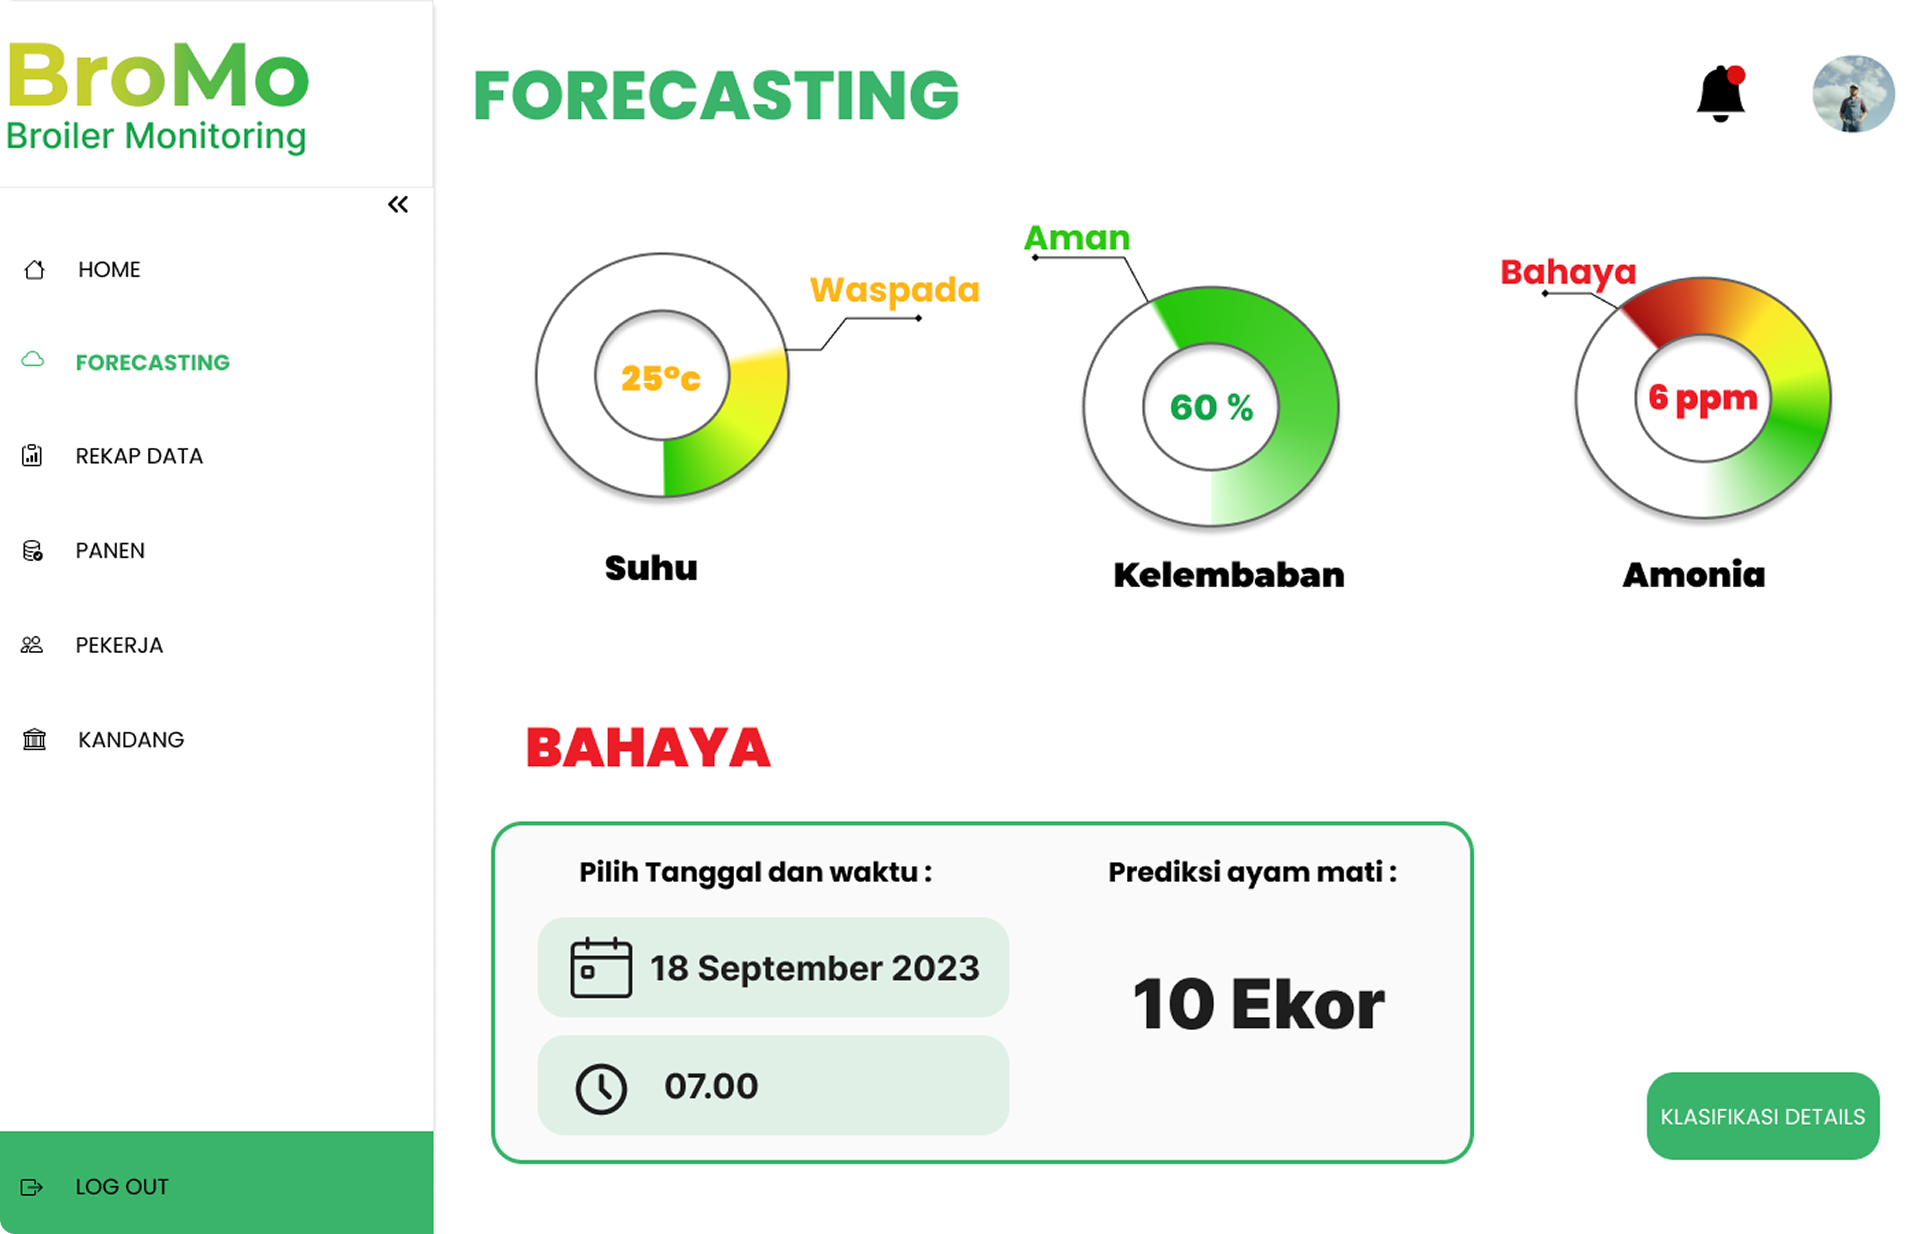 BroMo
Broiler Monitoring
HOME
FORECASTING
REKAP DATA
PANEN
PEKERJA
KANDANG
LOG OUT
FORECASTING
Waspada
25°c
Suhu
Aman
60 %
Kelembaban
Bahaya
6 ppm
Amonia
BAHAYA
Pilih Tanggal dan waktu :
18 September 2023
07.00
Prediksi ayam mati :
10 Ekor
KLASIFIKASI DETAILS